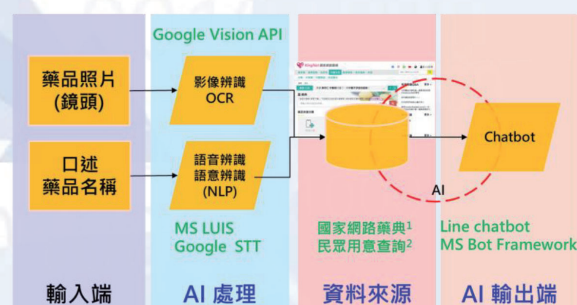 Google Vision API
藥品照片
(鏡頭)
影像辨識
OCR
Chatbot
口述
藥品名稱
語音辨識
語意辨識
(NLP)
AI
MS LUIS
Google STT
國家網路藥典1
民眾用意查詢2
Line chatbot
MS Bot Framework
輸入端
AI 處理
資料來源
AI 輸出端